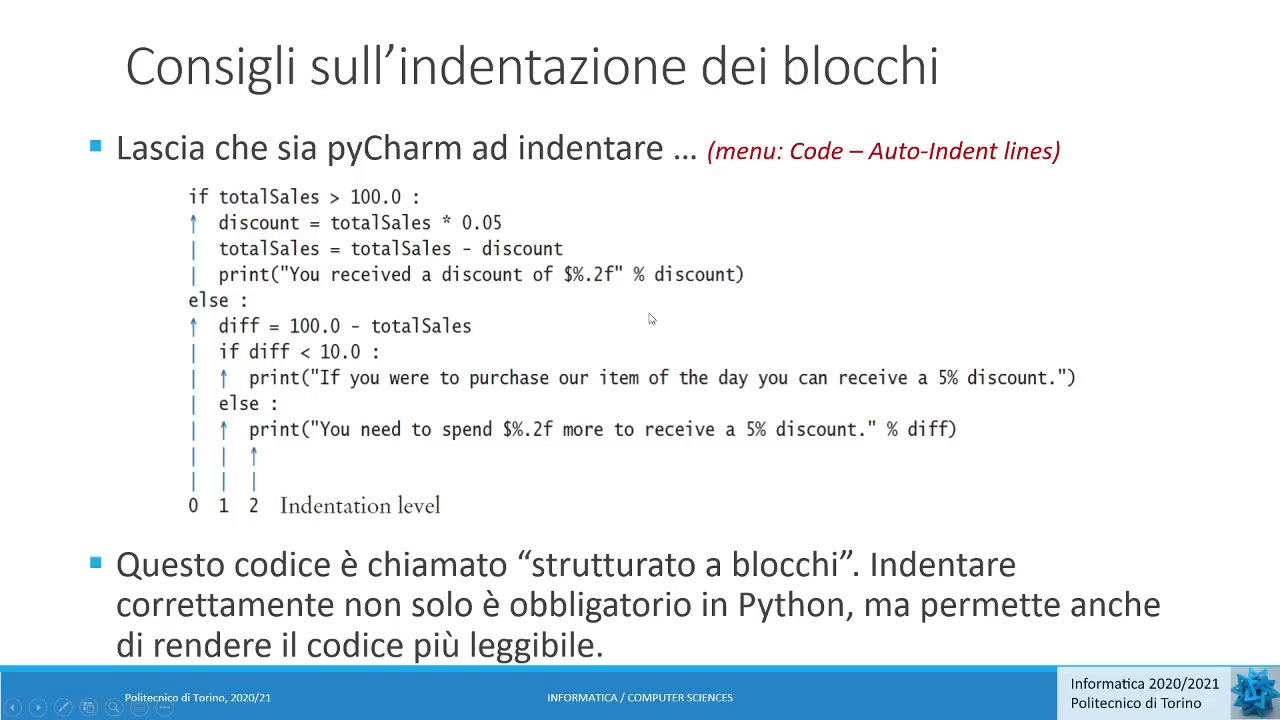 Consigli sull’indentazione dei blocchi
Lascia che sia pyCharm ad indentare … (menu: Code – Auto-Indent lines)
if totalSales > 100.0 :
discount = totalSales * 0.05
totalSales = totalSales - discount
print("You received a discount of $%.2f" % discount)
else :
diff = 100.0 - totalSales
if diff < 10.0 :
print("If you were to purchase our item of the day you can receive a 5% discount.")
else :
print("You need to spend $%.2f more to receive a 5% discount." % diff)
0 1 2 Indentation level
Questo codice è chiamato “strutturato a blocchi”. Indentare
correttamente non solo è obbligatorio in Python, ma permette anche
di rendere il codice più leggibile.
Politecnico di Torino, 2020/21
INFORMATICA / COMPUTER SCIENCES
Informatica 2020/2021
Politecnico di Torino